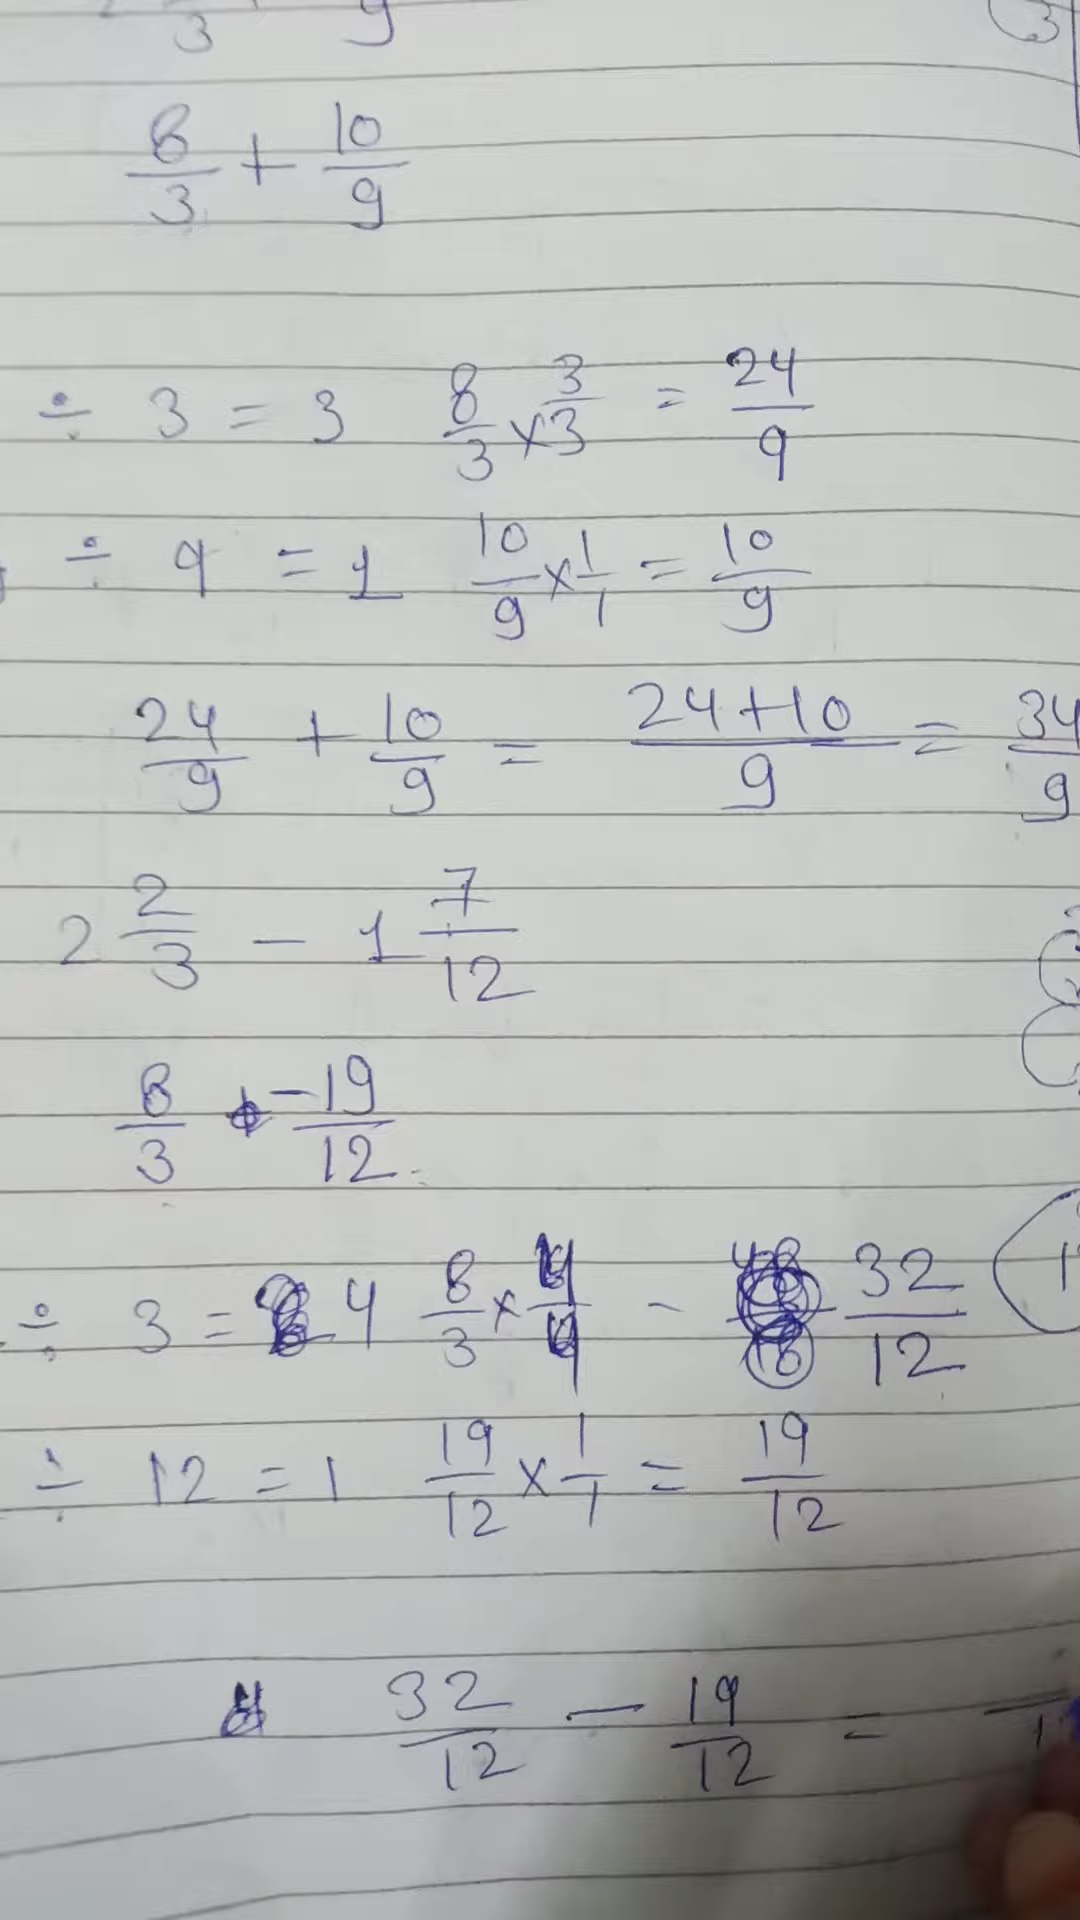 8/3 + 10/9
÷ 3 = 3 8/3 × 3/3 = 24/9
÷ 9 = 1 10/9 × 1/1 = 10/9
24/9 + 10/9 = 24+10/9 = 34/9
2 2/3 - 1 7/12
8/3 - 19/12
÷ 3 = 4 8/3 × 4/4 - 32/12
÷ 12 = 1 19/12 × 1/1 = 19/12
32/12 - 19/12 =